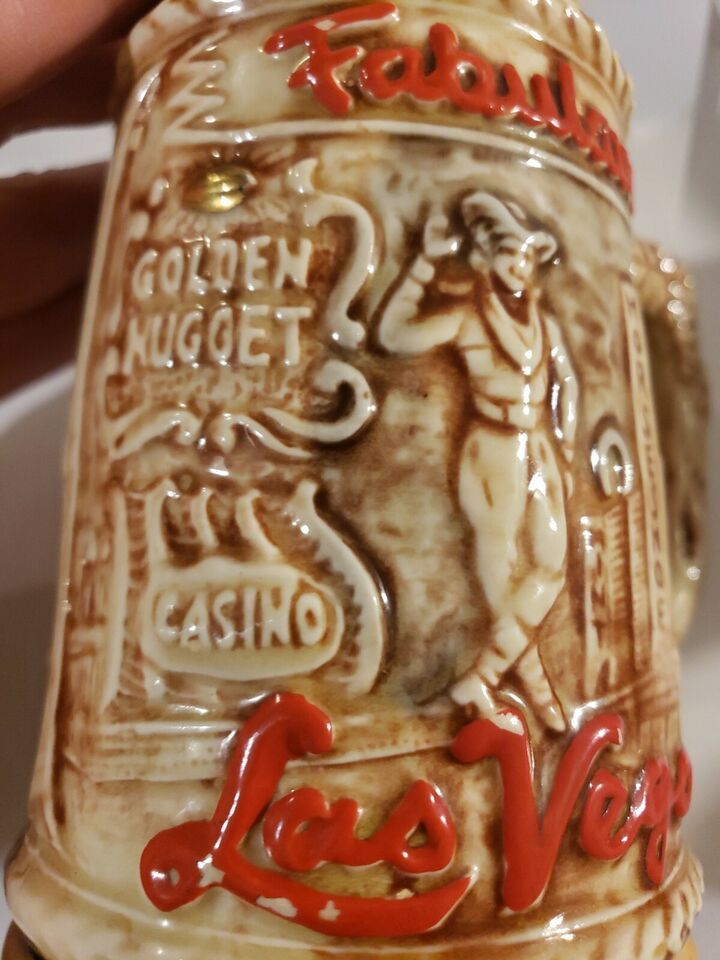 Fabulous
GOLDEN
NUGGET
CASINO
Las Vegas